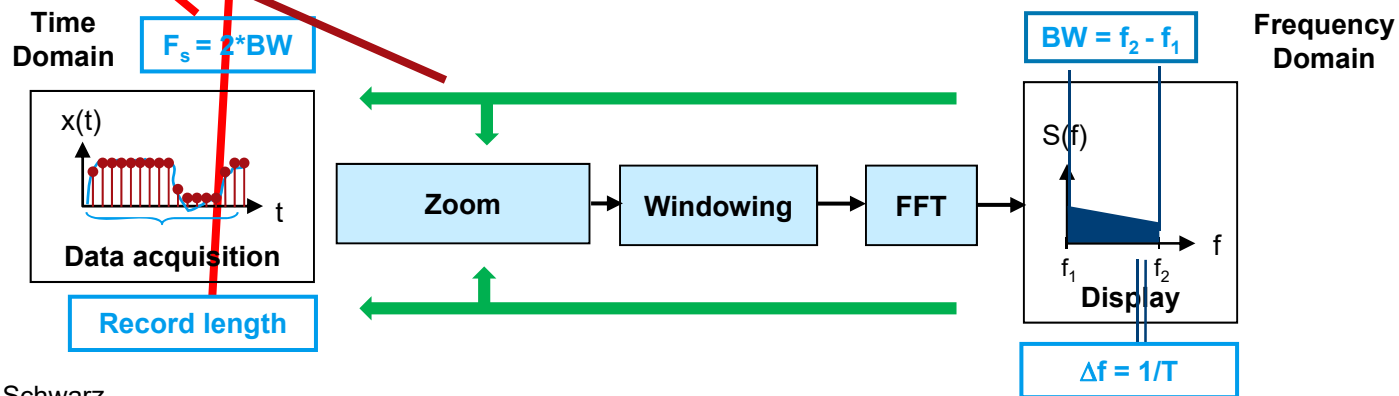 Time
Domain
Fs = 2*BW
BW = f2 - f1
Frequency
Domain
x(t)
t
Data acquisition
Record length
Zoom
Windowing
FFT
S(f)
f
f1
f2
Display
Δf = 1/T
Schwarz